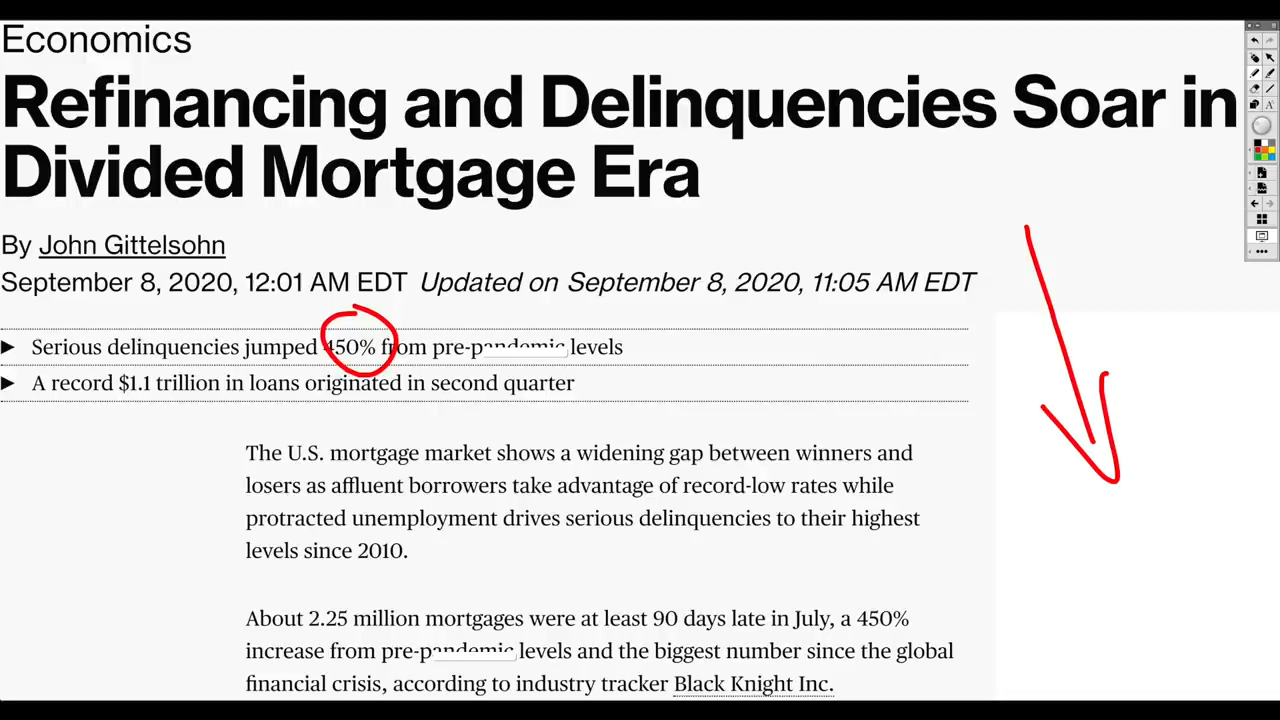 Economics
Refinancing and Delinquencies Soar in
Divided Mortgage Era
By John Gittelsohn
September 8, 2020, 12:01 AM EDT Updated on September 8, 2020, 11:05 AM EDT
▶ Serious delinquencies jumped 450% from pre-pandemic levels
▶ A record $1.1 trillion in loans originated in second quarter
The U.S. mortgage market shows a widening gap between winners and
losers as affluent borrowers take advantage of record-low rates while
protracted unemployment drives serious delinquencies to their highest
levels since 2010.
About 2.25 million mortgages were at least 90 days late in July, a 450%
increase from pre-pandemic levels and the biggest number since the global
financial crisis, according to industry tracker Black Knight Inc.